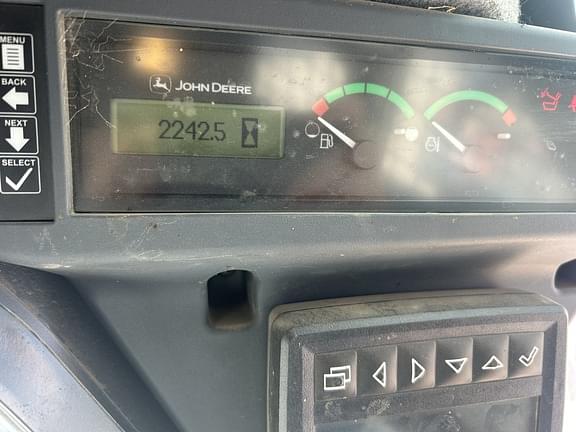 MENU
BACK
NEXT
SELECT
JOHN DEERE
2242.5